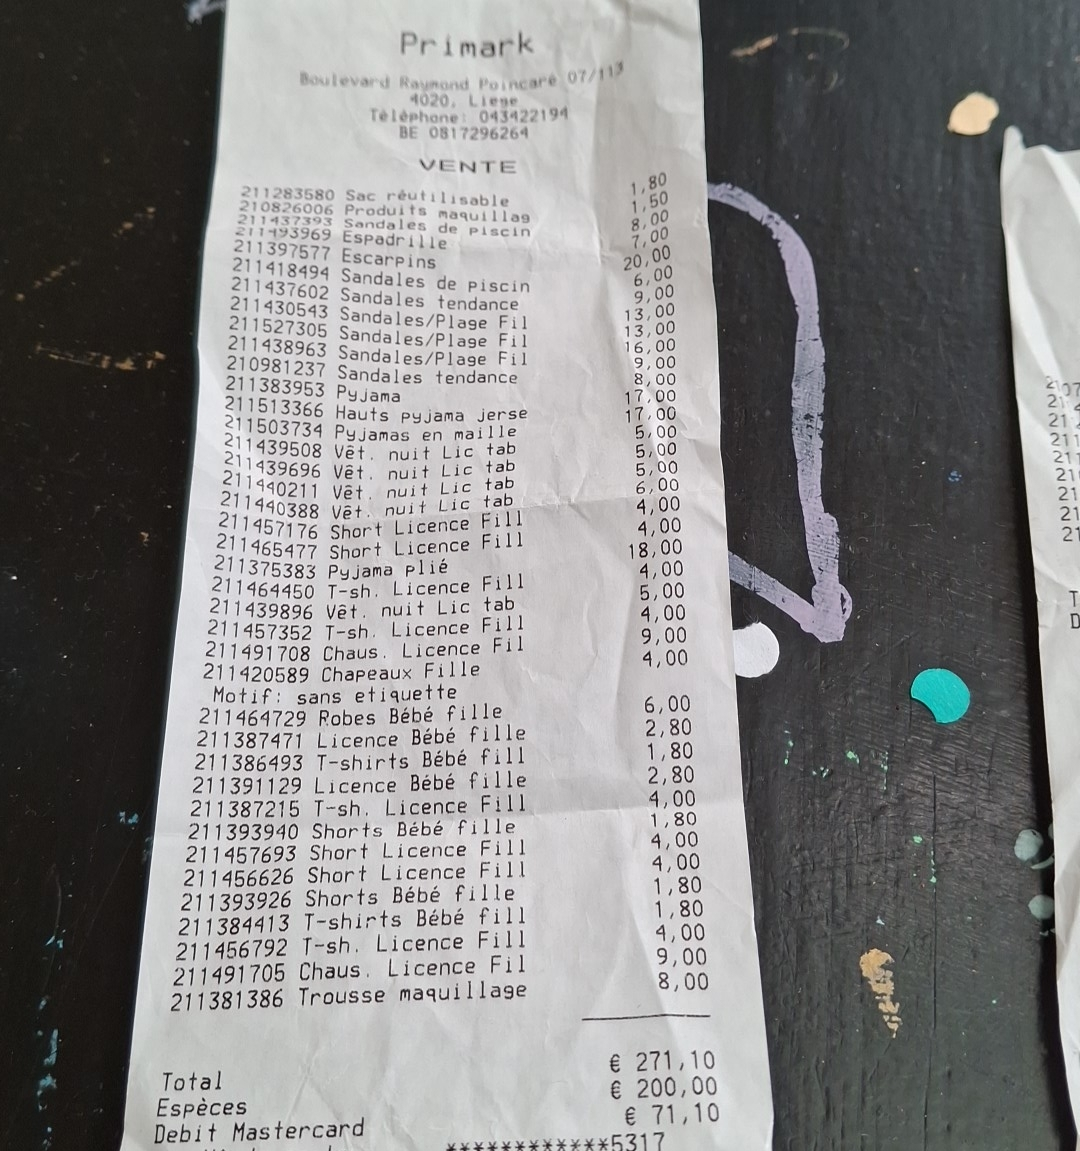 Primark
Boulevard Raymond Poincaré 07/113
4020, Liege
Téléphone: 043422194
BE 0817296264
VENTE
211283580 Sac réutilisable 1,80
210826006 Produits maquillag 1,50
211437393 Sandales de piscin 8,00
211493969 Espadrille 7,00
211397577 Escarpins 20,00
211418494 Sandales de piscin 6,00
211437602 Sandales tendance 9,00
211430543 Sandales/Plage Fil 13,00
211527305 Sandales/Plage Fil 13,00
211438963 Sandales/Plage Fil 16,00
210981237 Sandales tendance 9,00
211383953 Pyjama 8,00
211513366 Hauts pyjama jerse 17,00
211503734 Pyjamas en maille 17,00
211439508 Vêt. nuit Lic tab 5,00
211439696 Vêt. nuit Lic tab 5,00
211440211 Vêt. nuit Lic tab 5,00
211440388 Vêt. nuit Lic tab 6,00
211457176 Short Licence Fill 4,00
211465477 Short Licence Fill 4,00
211375383 Pyjama plié 18,00
211464450 T-sh. Licence Fill 4,00
211439896 Vêt. nuit Lic tab 5,00
211457352 T-sh. Licence Fill 4,00
211491708 Chaus. Licence Fil 9,00
211420589 Chapeaux Fille 4,00
Motif: sans etiquette
211464729 Robes Bébé fille 6,00
211387471 Licence Bébé fille 2,80
211386493 T-shirts Bébé fill 1,80
211391129 Licence Bébé fille 2,80
211387215 T-sh. Licence Fill 4,00
211393940 Shorts Bébé fille 1,80
211457693 Short Licence Fill 4,00
211456626 Short Licence Fill 4,00
211393926 Shorts Bébé fille 1,80
211384413 T-shirts Bébé fill 1,80
211456792 T-sh. Licence Fill 4,00
211491705 Chaus. Licence Fil 9,00
211381386 Trousse maquillage 8,00
Total € 271,10
Espèces € 200,00
Debit Mastercard € 71,10
************5317